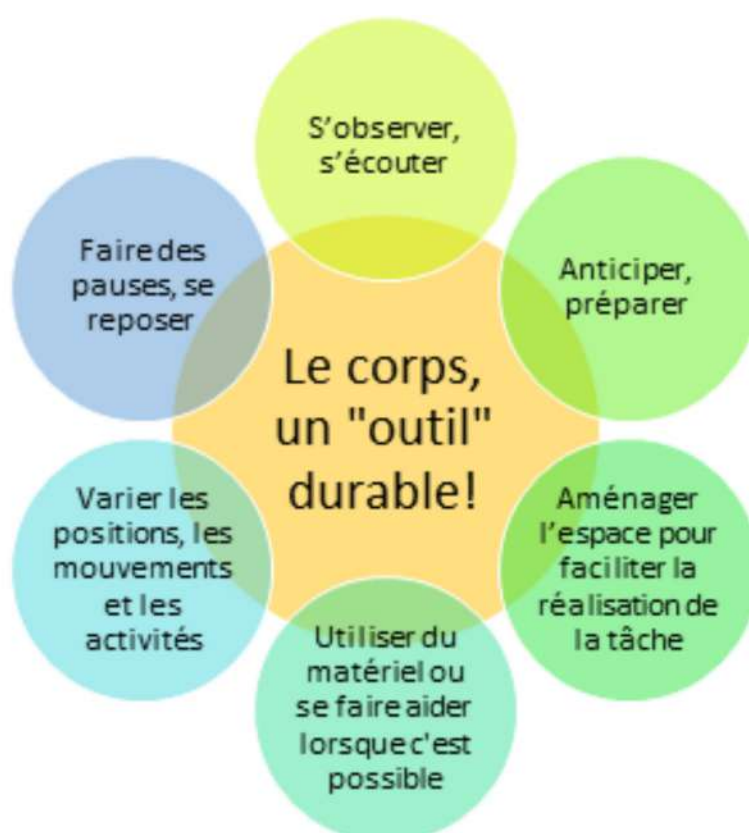 Le corps,
un "outil"
durable!
S'observer,
s'écouter
Anticiper,
préparer
Aménager
l'espace pour
faciliter la
réalisation de
la tâche
Utiliser du
matériel ou
se faire aider
lorsque c'est
possible
Varier les
positions, les
mouvements
et les
activités
Faire des
pauses, se
reposer